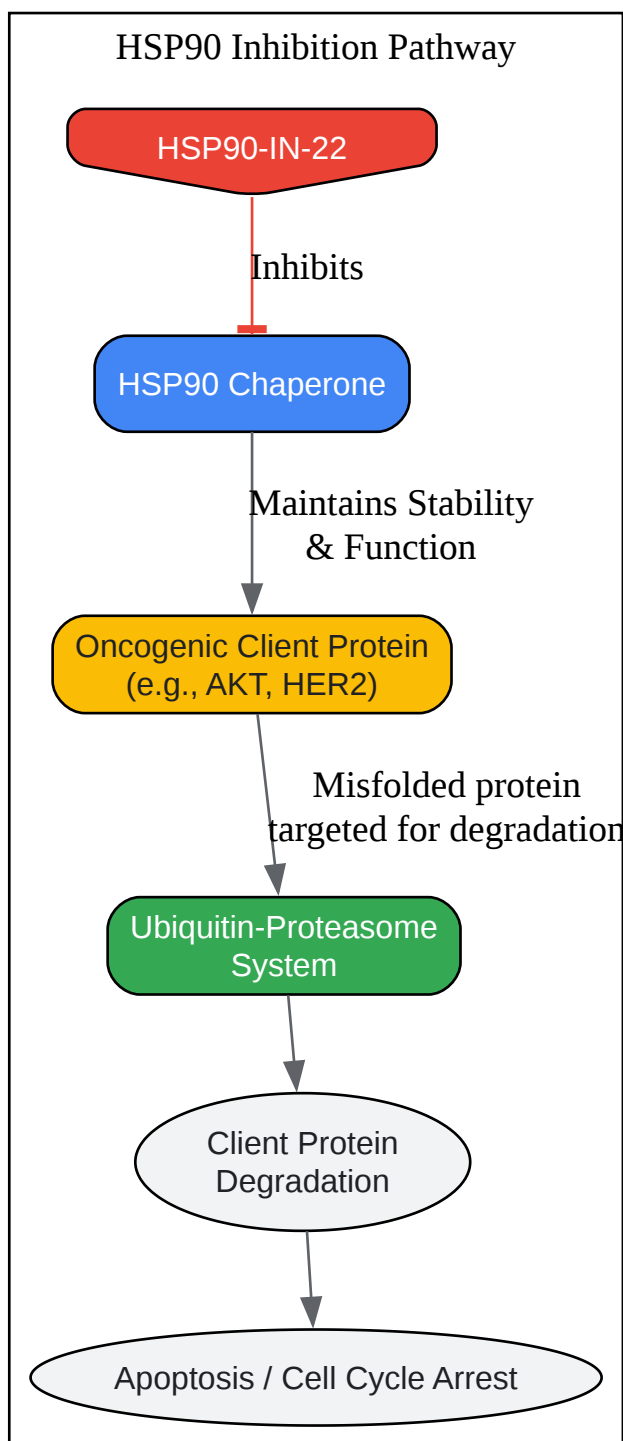 HSP90 Inhibition Pathway
HSP90-IN-22
Inhibits
HSP90 Chaperone
Maintains Stability
& Function
Oncogenic Client Protein
(e.g., AKT, HER2)
Misfolded protein
targeted for degradation
Ubiquitin-Proteasome
System
Client Protein
Degradation
Apoptosis / Cell Cycle Arrest